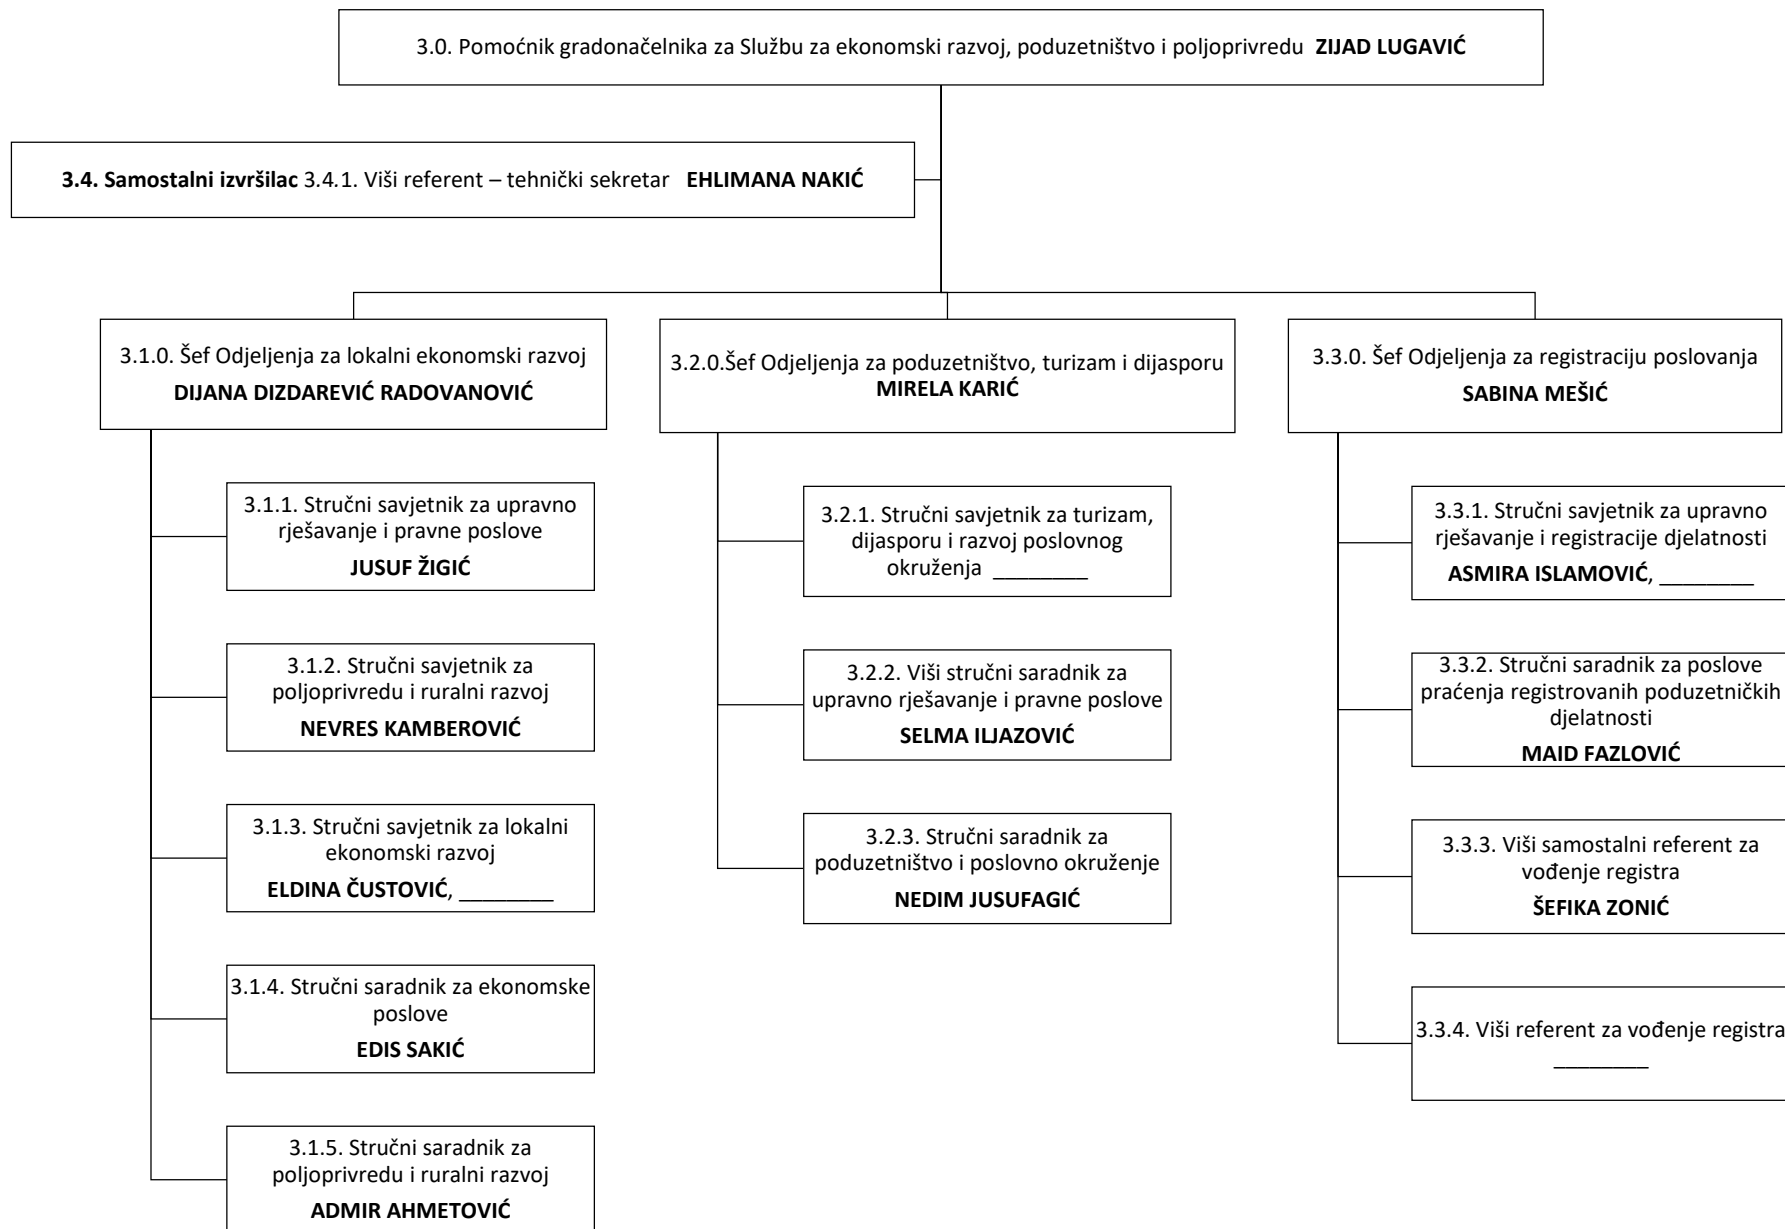 3.0. Pomoćnik gradonačelnika za Službu za ekonomski razvoj, poduzetništvo i poljoprivredu ZIJAD LUGAVIĆ
3.4. Samostalni izvršilac 3.4.1. Viši referent – tehnički sekretar EHLIMANA NAKIĆ
3.1.0. Šef Odjeljenja za lokalni ekonomski razvoj
DIJANA DIZDAREVIĆ RADOVANOVIĆ
3.1.1. Stručni savjetnik za upravno
rješavanje i pravne poslove
JUSUF ŽIGIĆ
3.1.2. Stručni savjetnik za
poljoprivredu i ruralni razvoj
NEVRES KAMBEROVIĆ
3.1.3. Stručni savjetnik za lokalni
ekonomski razvoj
ELDINA ČUSTOVIĆ, ________
3.1.4. Stručni saradnik za ekonomske
poslove
EDIS SAKIĆ
3.1.5. Stručni saradnik za
poljoprivredu i ruralni razvoj
ADMIR AHMETOVIĆ
3.2.0.Šef Odjeljenja za poduzetništvo, turizam i dijasporu
MIRELA KARIĆ
3.2.1. Stručni savjetnik za turizam,
dijasporu i razvoj poslovnog
okruženja ________
3.2.2. Viši stručni saradnik za
upravno rješavanje i pravne poslove
SELMA ILJAZOVIĆ
3.2.3. Stručni saradnik za
poduzetništvo i poslovno okruženje
NEDIM JUSUFAGIĆ
3.3.0. Šef Odjeljenja za registraciju poslovanja
SABINA MEŠIĆ
3.3.1. Stručni savjetnik za upravno
rješavanje i registracije djelatnosti
ASMIRA ISLAMOVIĆ, ________
3.3.2. Stručni saradnik za poslove
praćenja registrovanih poduzetničkih
djelatnosti
MAID FAZLOVIĆ
3.3.3. Viši samostalni referent za
vođenje registra
ŠEFIKA ZONIĆ
3.3.4. Viši referent za vođenje registra
________